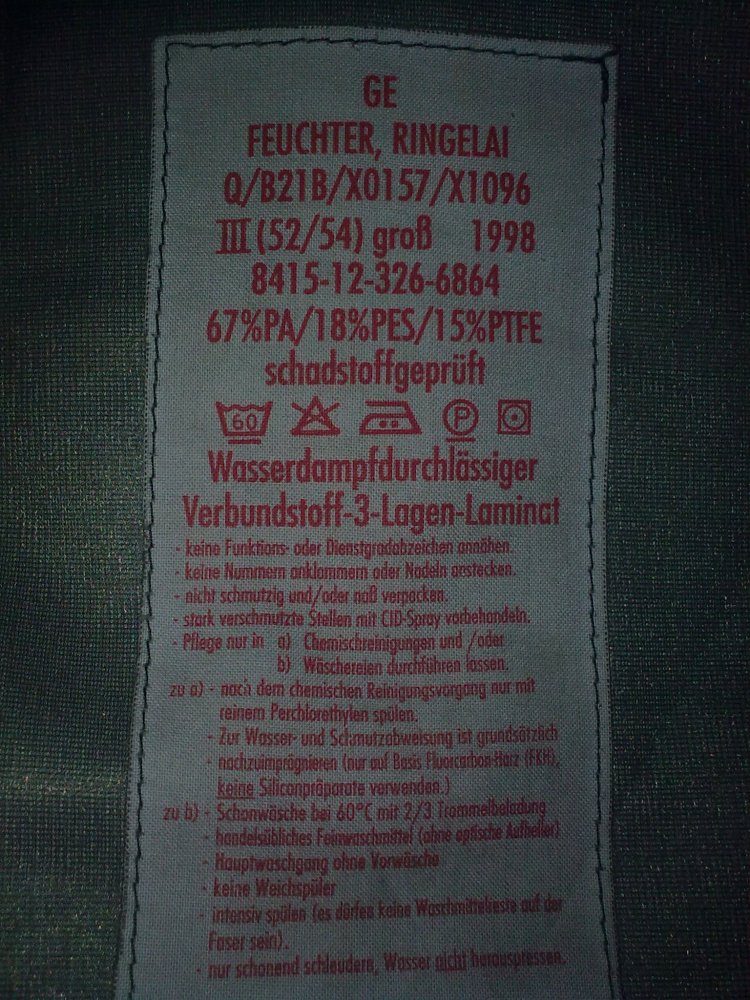 GE
FEUCHTER, RINGELAI
Q/B21B/X0157/X1096
III (52/54) groß 1998
8415-12-326-6864
67%PA/18%PES/15%PTFE
schadstoffgeprüft
60 P
Wasserdampfdurchlässiger
Verbundstoff-3-Lagen-Laminat
- keine Funktions- oder Dienstgradabzeichen annähen.
- keine Nummern anklammern oder Nadeln anstecken.
- nicht schmutzig und/oder naß verpacken.
- stark verschmutzte Stellen mit CID-Spray vorbehandeln.
- Pflege nur in a) Chemischreinigungen und /oder
b) Wäschereien durchführen lassen.
zu a) - nach dem chemischen Reinigungsvorgang nur mit
reinem Perchlorethylen spülen.
- Zur Wasser- und Schmutzabweisung ist grundsätzlich
- nachzuimprägnieren (nur auf Basis Fluorcarbon-Harz (FKH),
keine Siliconpräparate verwenden.)
zu b) - Schonwäsche bei 60°C mit 2/3 Trommelbeladung
- handelsübliches Feinwaschmittel (ohne optische Aufheller)
- Hauptwaschgang ohne Vorwäsche
- keine Weichspüler
- intensiv spülen (es dürfen keine Waschmittelreste auf der
Faser sein).
- nur schonend schleudern, Wasser nicht herauspressen.